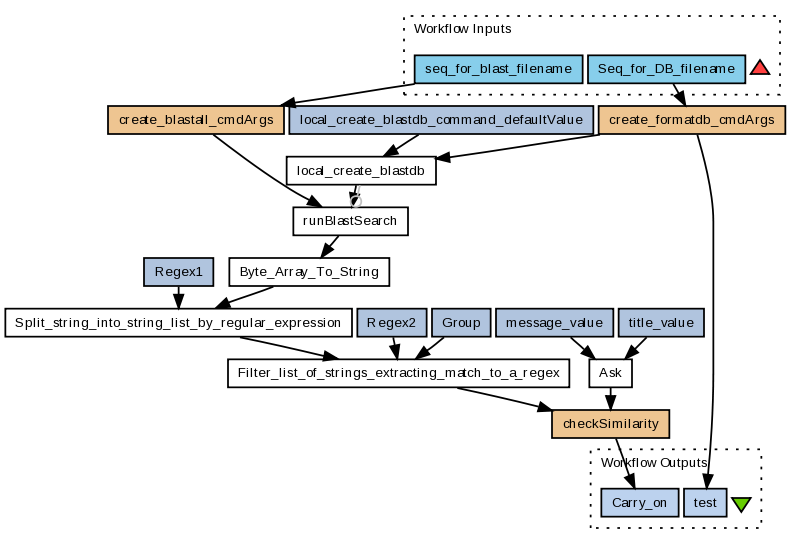 Workflow Inputs
seq_for_blast_filename
Seq_for_DB_filename
create_blastall_cmdArgs
local_create_blastdb_command_defaultValue
create_formatdb_cmdArgs
local_create_blastdb
runBlastSearch
Regex1
Byte_Array_To_String
Split_string_into_string_list_by_regular_expression
Regex2
Group
message_value
title_value
Filter_list_of_strings_extracting_match_to_a_regex
Ask
checkSimilarity
Workflow Outputs
Carry_on
test